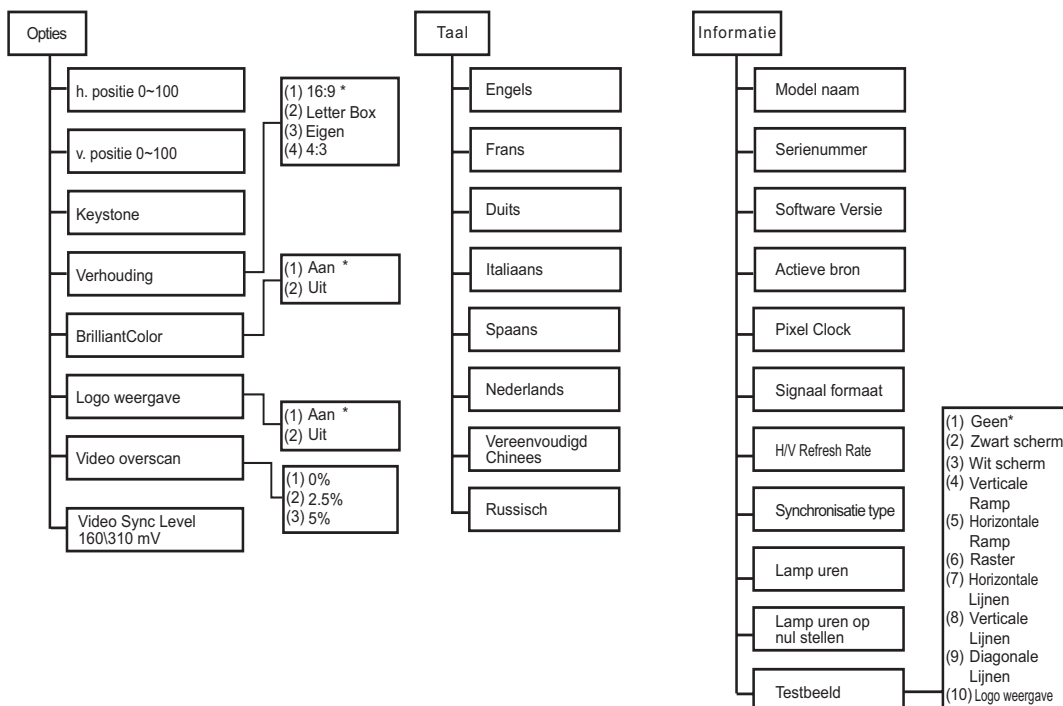 Opties
h. positie 0~100
v. positie 0~100
Keystone
Verhouding
BrilliantColor
Logo weergave
Video overscan
Video Sync Level
160\310 mV
(1) 16:9 *
(2) Letter Box
(3) Eigen
(4) 4:3
(1) Aan *
(2) Uit
(1) Aan *
(2) Uit
(1) 0%
(2) 2.5%
(3) 5%
Taal
Engels
Frans
Duits
Italiaans
Spaans
Nederlands
Vereenvoudigd
Chinees
Russisch
Informatie
Model naam
Serienummer
Software Versie
Actieve bron
Pixel Clock
Signaal formaat
H/V Refresh Rate
Synchronisatie type
Lamp uren
Lamp uren op
nul stellen
Testbeeld
(1) Geen*
(2) Zwart scherm
(3) Wit scherm
(4) Verticale
Ramp
(5) Horizontale
Ramp
(6) Raster
(7) Horizontale
Lijnen
(8) Verticale
Lijnen
(9) Diagonale
Lijnen
(10) Logo weergave